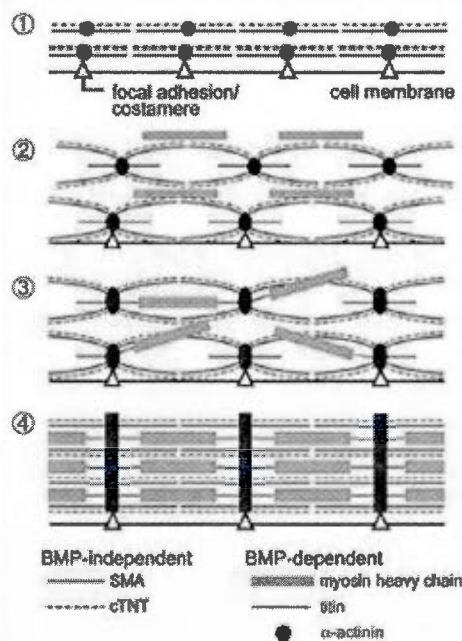 ①
focal adhesion/ cell membrane
costamere
②
③
④
BMP-independent BMP-dependent
SMA myosin heavy chain
cTNT titin
α-actinin